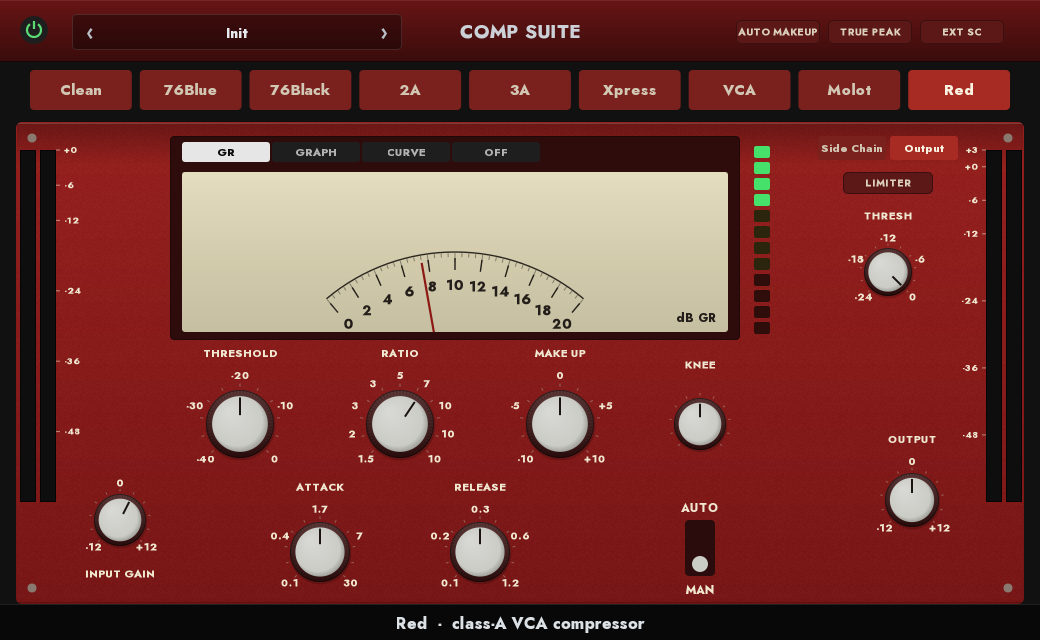 ‹ Init › COMP SUITE AUTO MAKEUP TRUE PEAK EXT SC
Clean 76Blue 76Black 2A 3A Xpress VCA Molot Red
GR GRAPH CURVE OFF
Side Chain Output
LIMITER
THRESH
-12
-18 -6
-24 0
+0
-6
-12
-24
-36
-48
0 2 4 6 8 10 12 14 16 18 20
dB GR
+3
+0
-6
-12
-24
-36
-48
THRESHOLD
-20
-30 -10
-40 0
RATIO
5
3 7
3 10
2 10
1.5 10
MAKE UP
0
-5 +5
-10 +10
KNEE
OUTPUT
0
-12 +12
0
-12 +12
INPUT GAIN
ATTACK
1.7
0.4 7
0.1 30
RELEASE
0.3
0.2 0.6
0.1 1.2
AUTO
MAN
Red · class-A VCA compressor